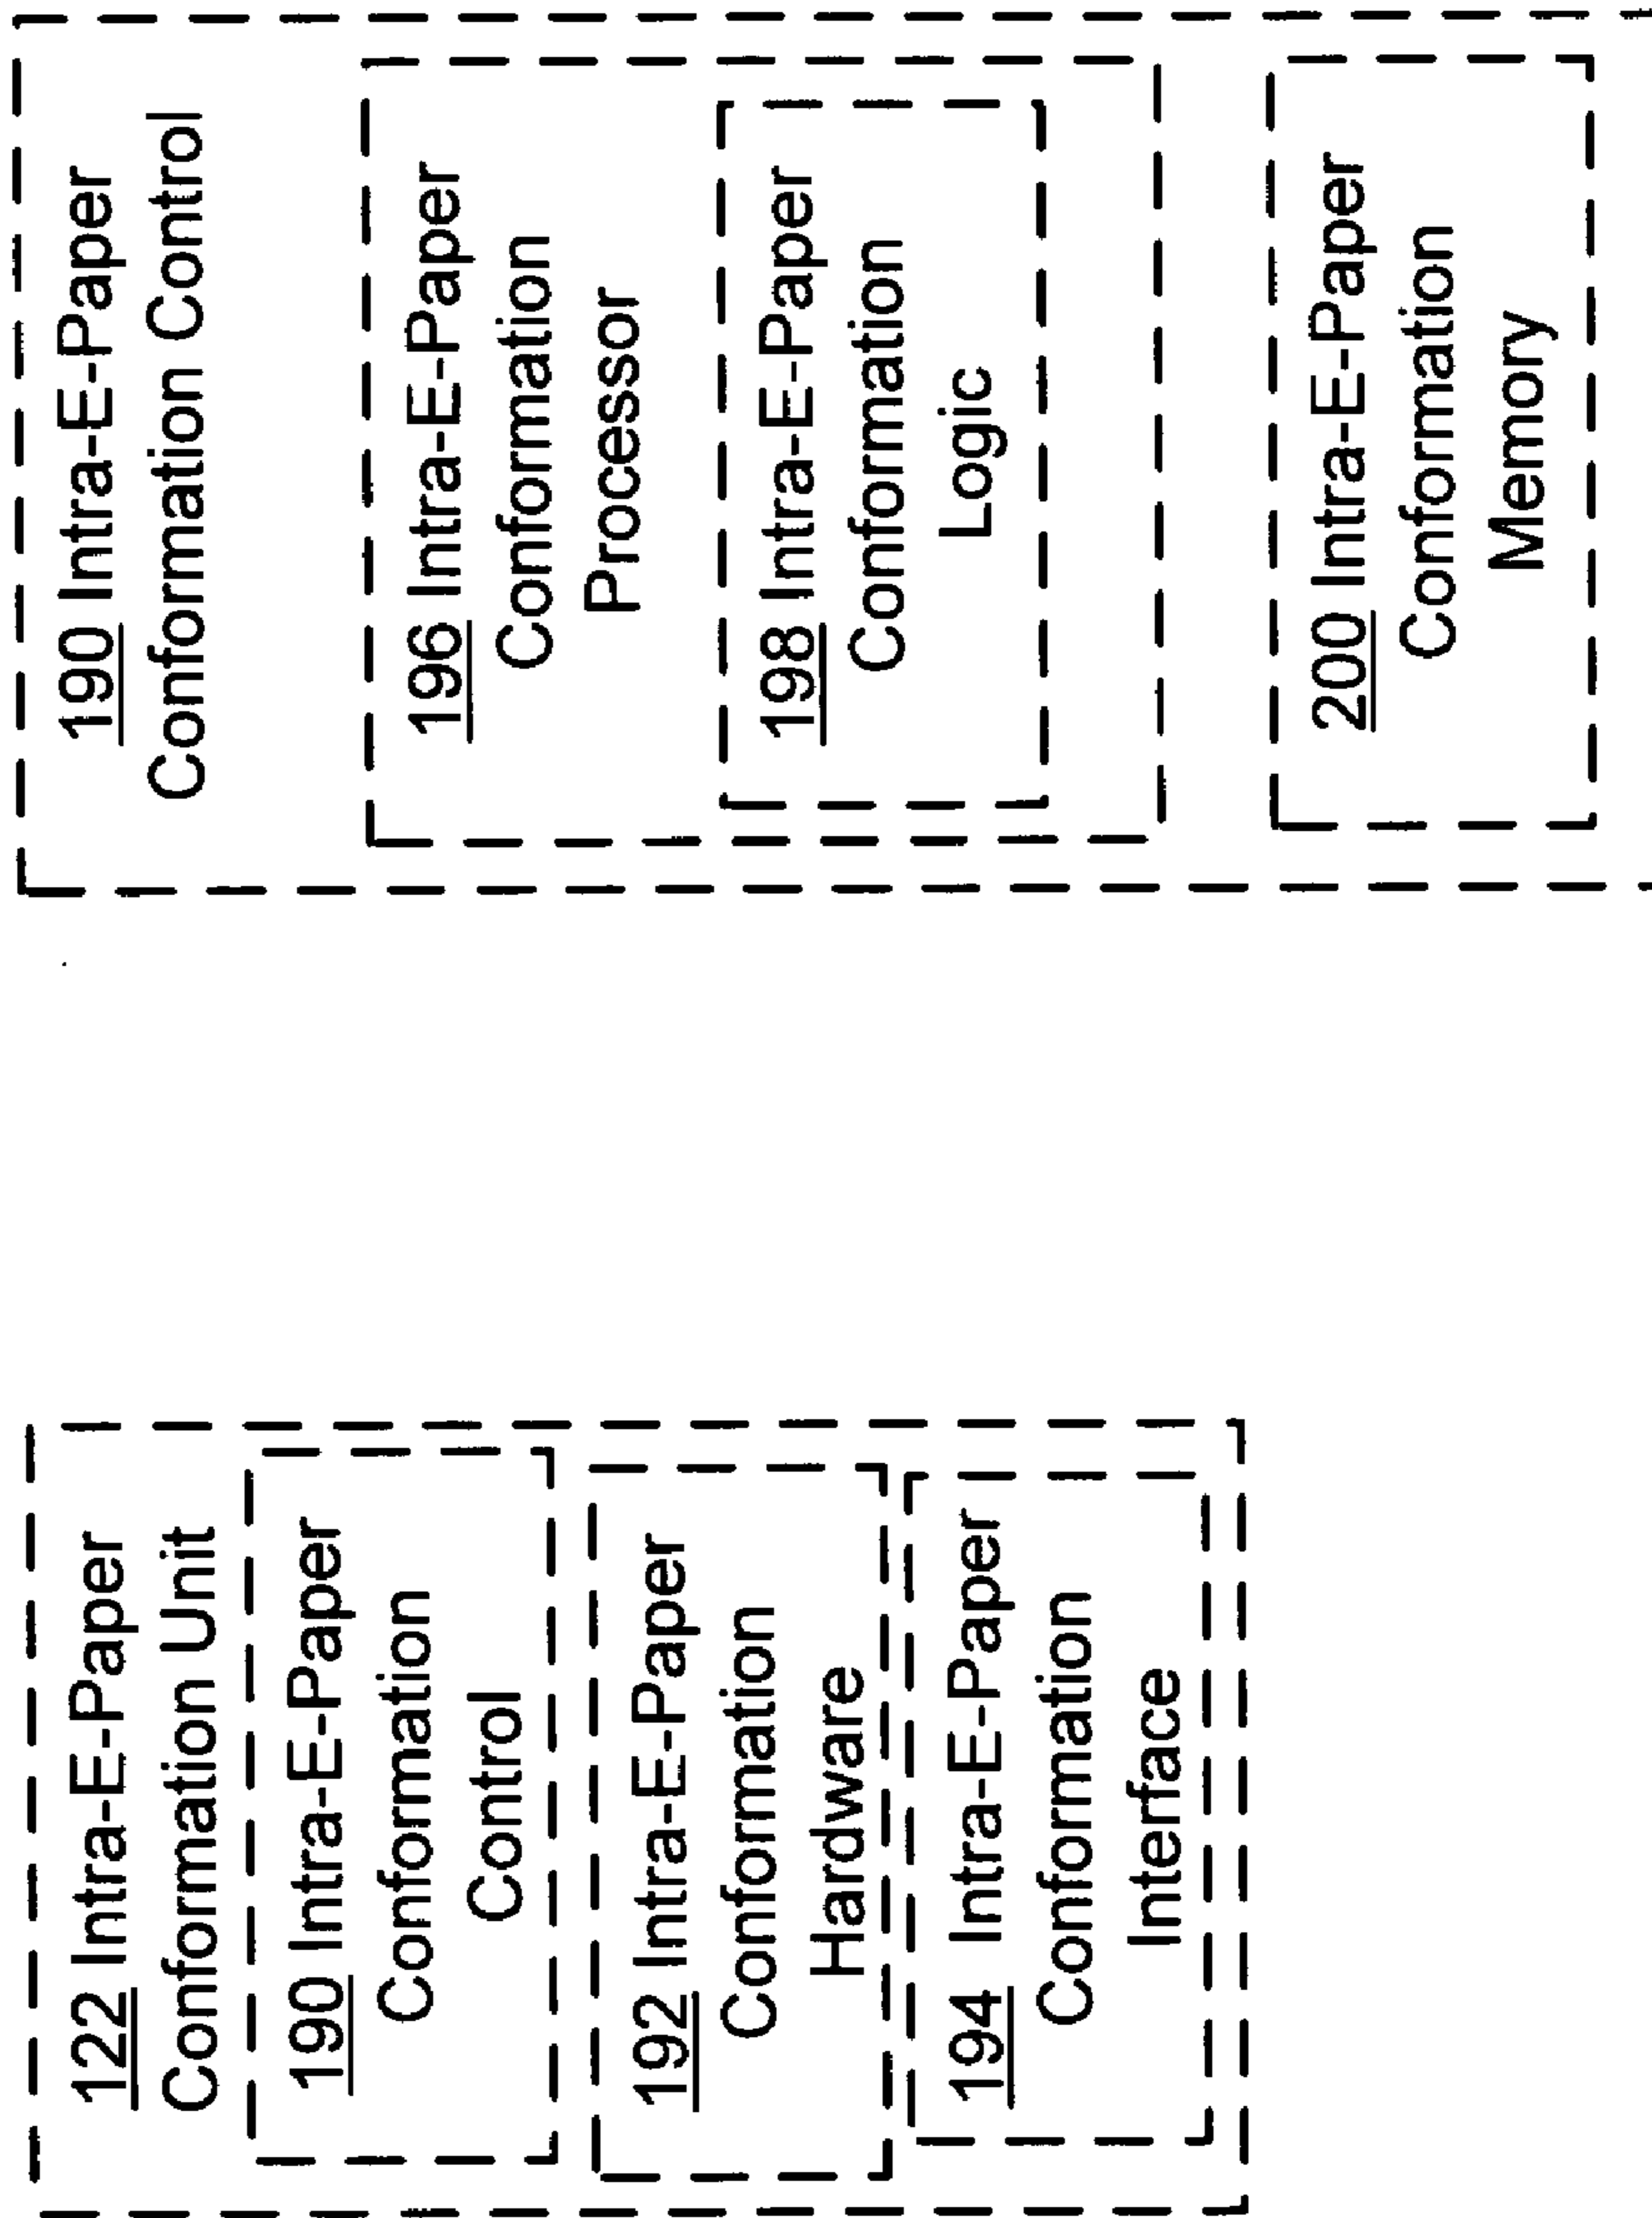 122 Intra-E-Paper
Conformation Unit
190 Intra-E-Paper
Conformation
Control
192 Intra-E-Paper
Conformation
Hardware
194 Intra-E-Paper
Conformation
Interface
190 Intra-E-Paper
Conformation Control
196 Intra-E-Paper
Conformation
Processor
198 Intra-E-Paper
Conformation
Logic
200 Intra-E-Paper
Conformation
Memory